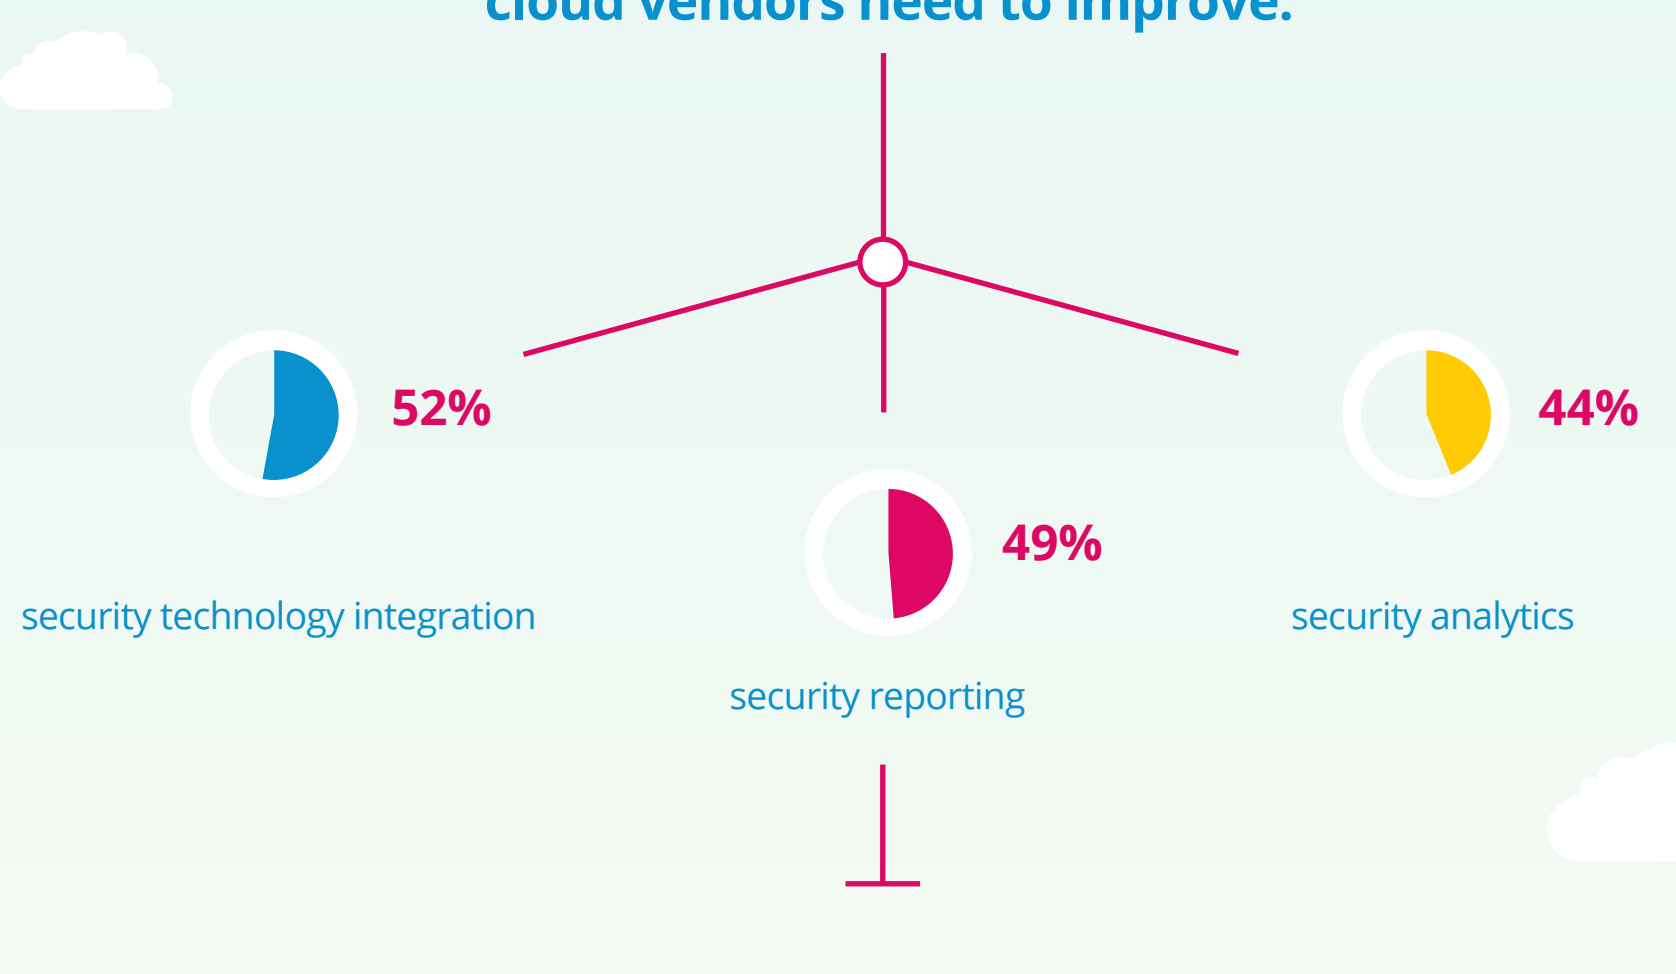 cloud vendors need to improve.
52%
security technology integration
49%
security reporting
44%
security analytics